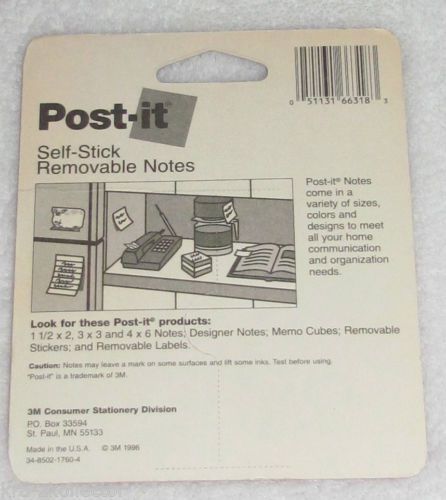 0 51131 66318 3
Post-it®
Self-Stick
Removable Notes
Post-it® Notes
come in a
variety of sizes,
colors and
designs to meet
all your home
communication
and organization
needs.
Look for these Post-it® products:
1 1/2 x 2, 3 x 3 and 4 x 6 Notes; Designer Notes; Memo Cubes; Removable
Stickers; and Removable Labels.
Caution: Notes may leave a mark on some surfaces and lift some inks. Test before using.
"Post-it" is a trademark of 3M.
3M Consumer Stationery Division
P.O. Box 33594
St. Paul, MN 55133
Made in the U.S.A. © 3M 1996
34-8502-1760-4